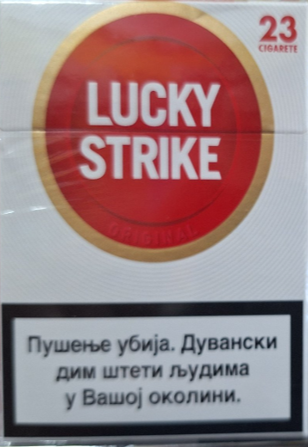 23
CIGARETE
LUCKY
STRIKE
ORIGINAL
Пушење убија. Дувански
дим штети људима
у Вашој околини.